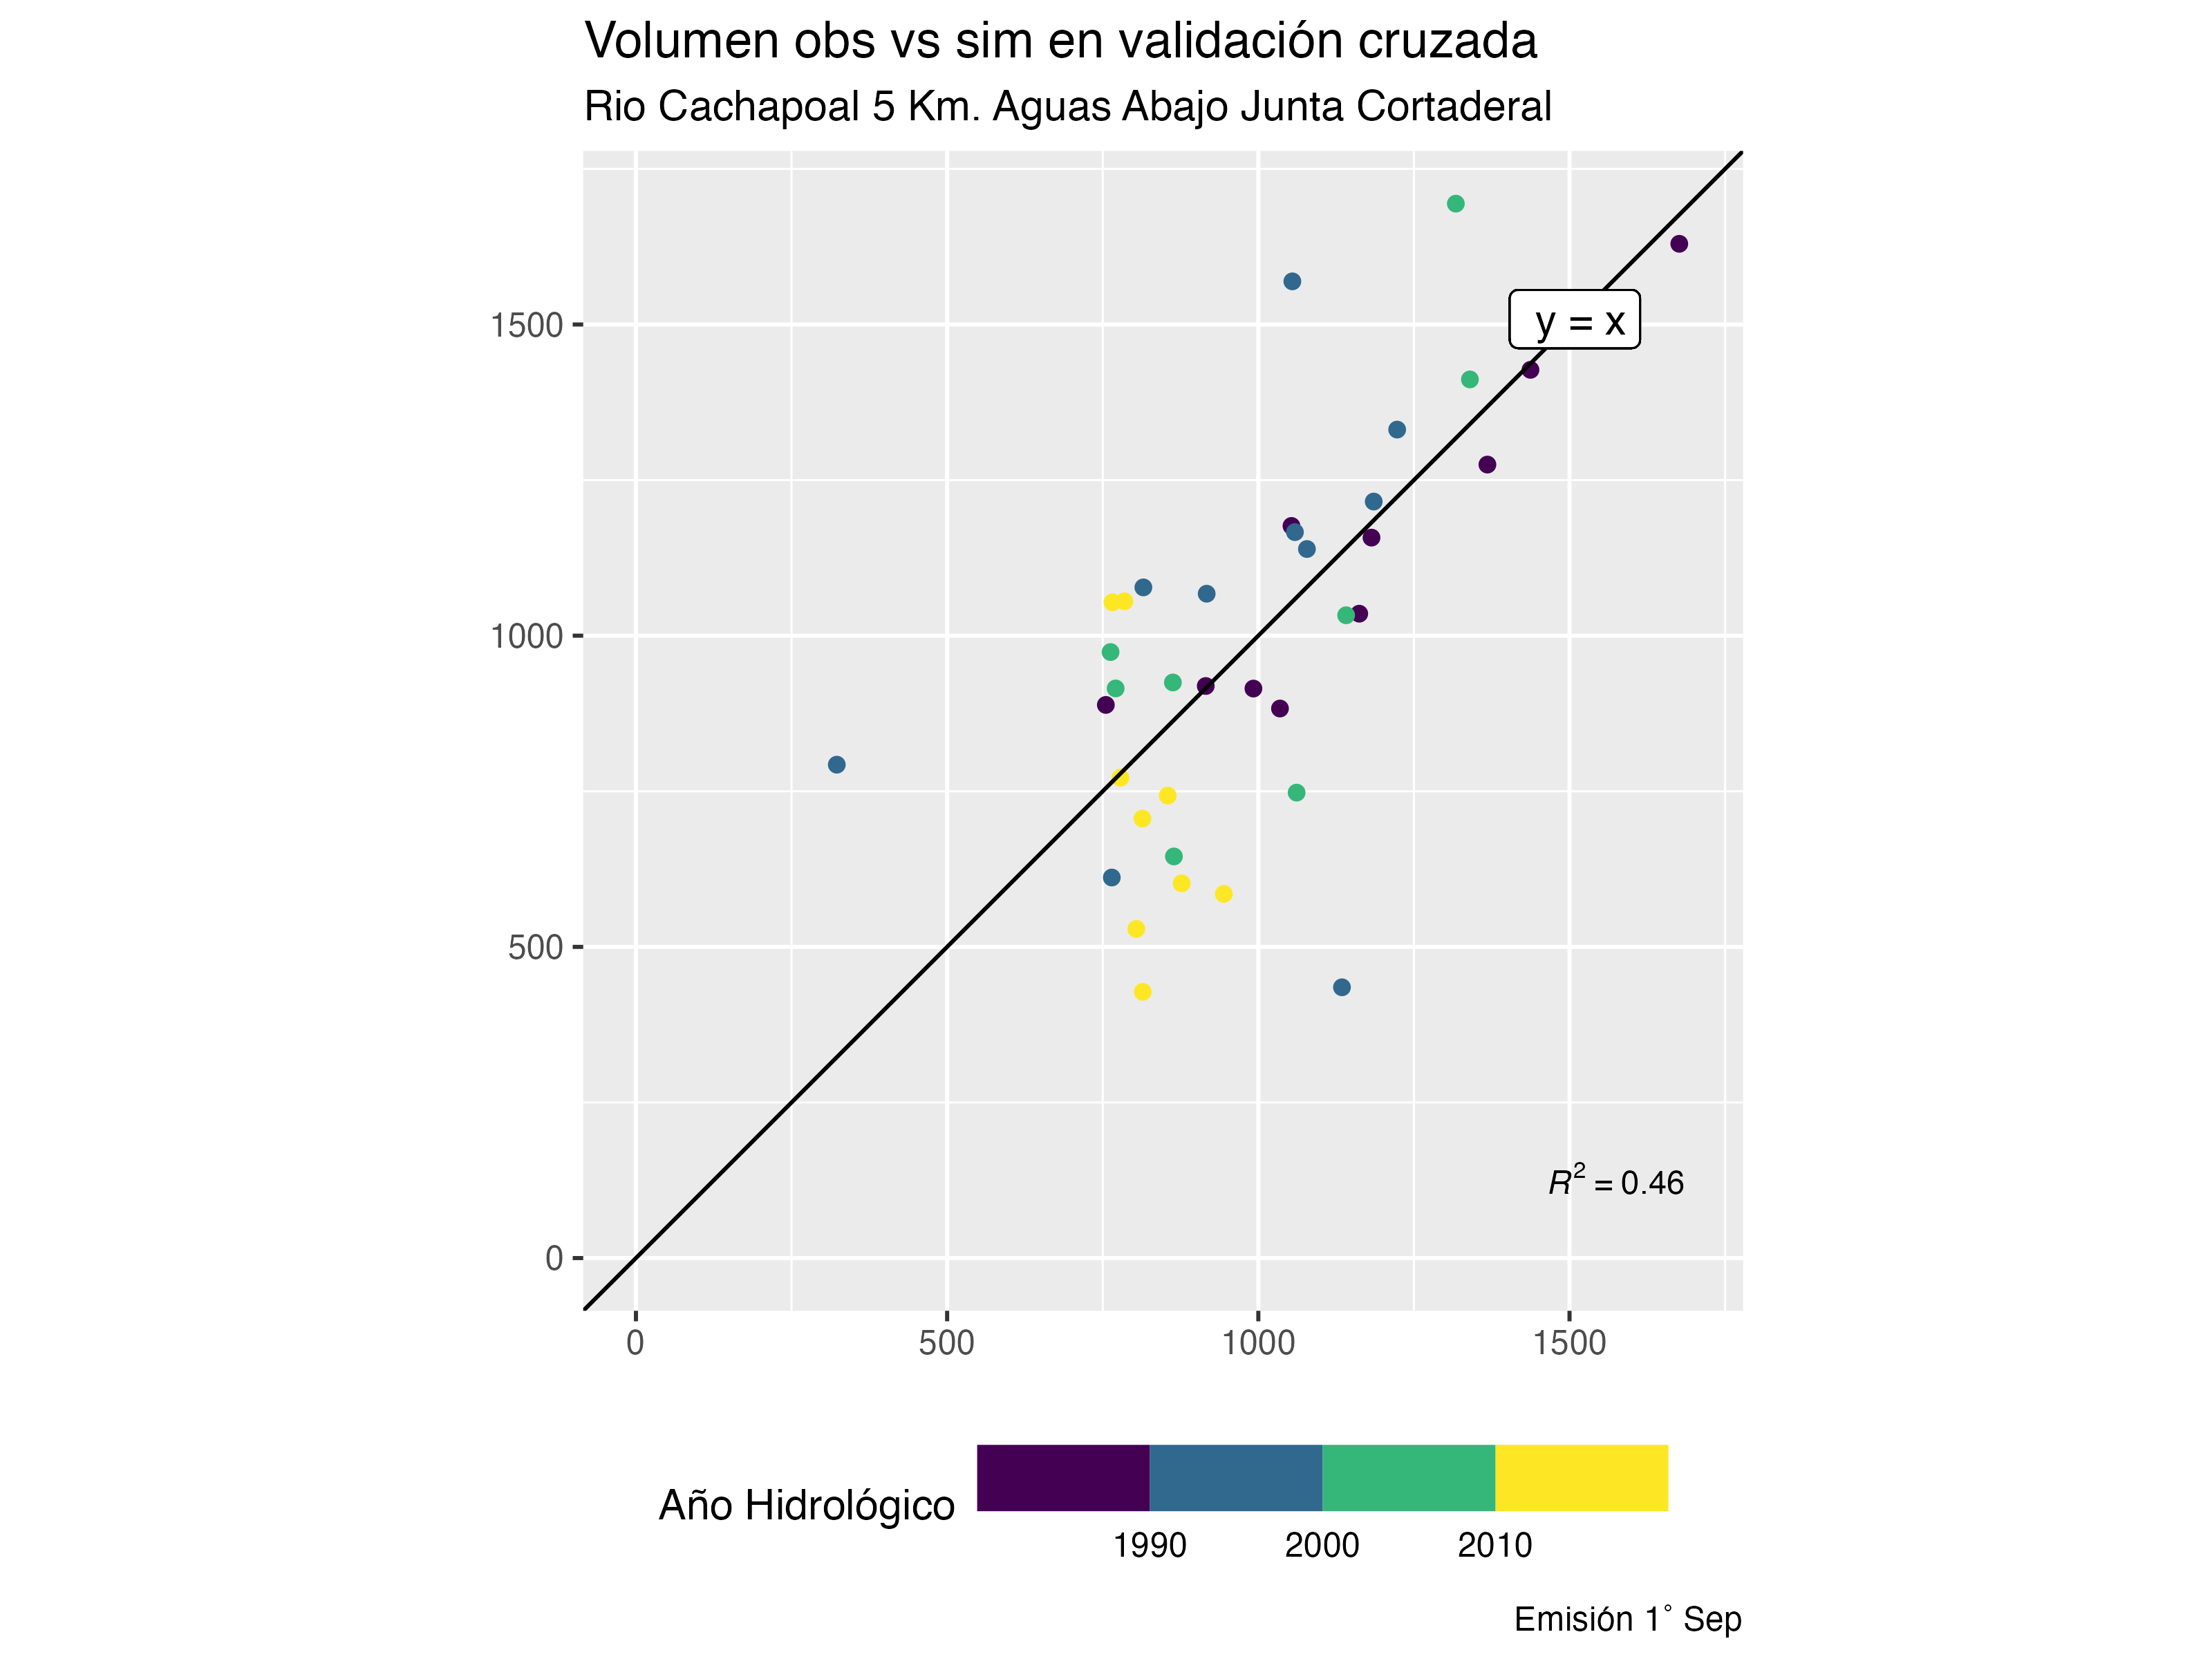 Volumen obs vs sim en validación cruzada
Rio Cachapoal 5 Km. Aguas Abajo Junta Cortaderal
1500
1000
500
0
y = x
R² = 0.46
0 500 1000 1500
Año Hidrológico
1990 2000 2010
Emisión 1° Sep